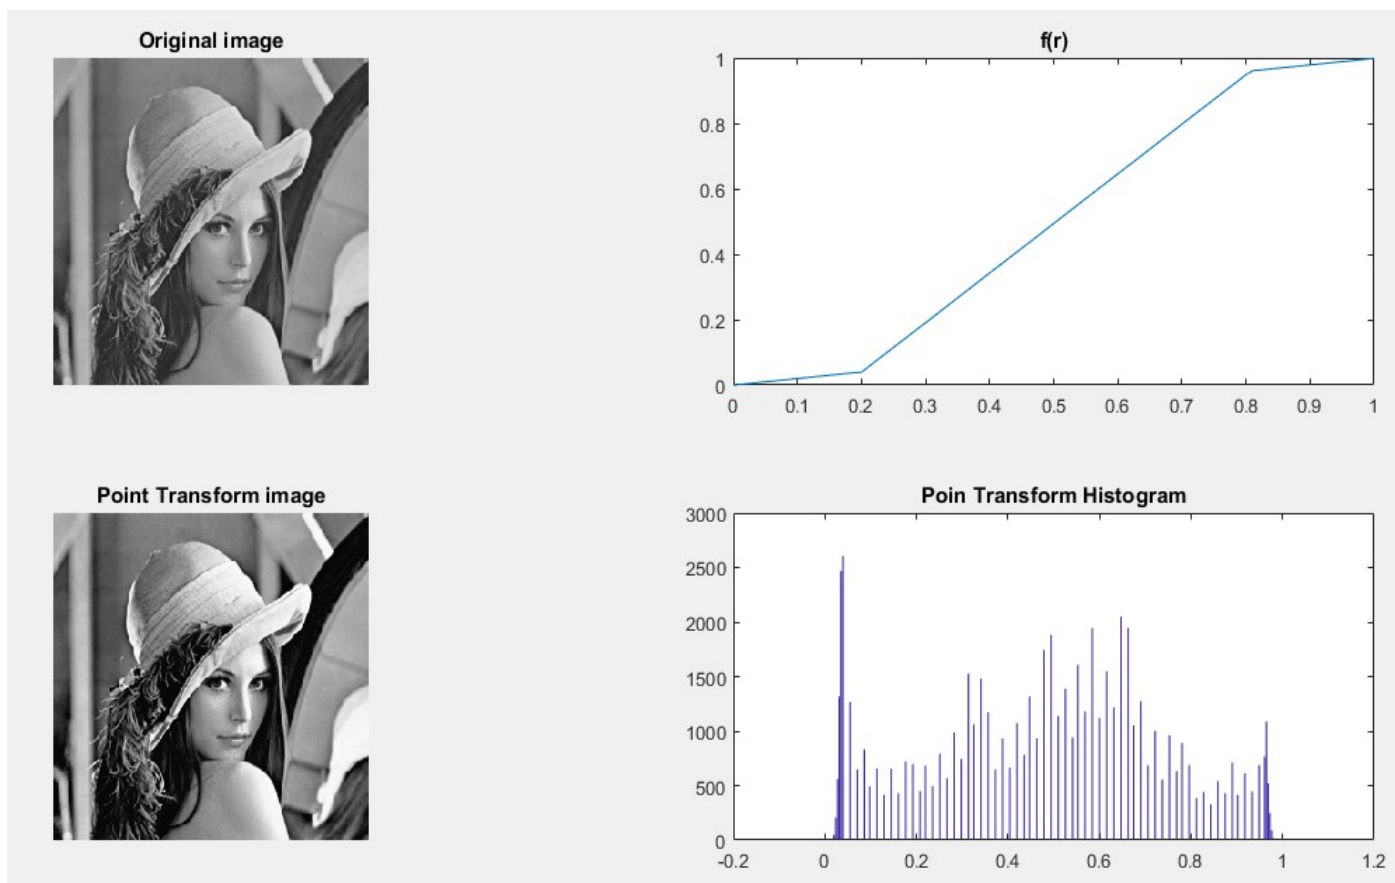 Original image
f(r)
1
0.8
0.6
0.4
0.2
0
0 0.1 0.2 0.3 0.4 0.5 0.6 0.7 0.8 0.9 1
Point Transform image
Poin Transform Histogram
3000
2500
2000
1500
1000
500
0
-0.2 0 0.2 0.4 0.6 0.8 1 1.2